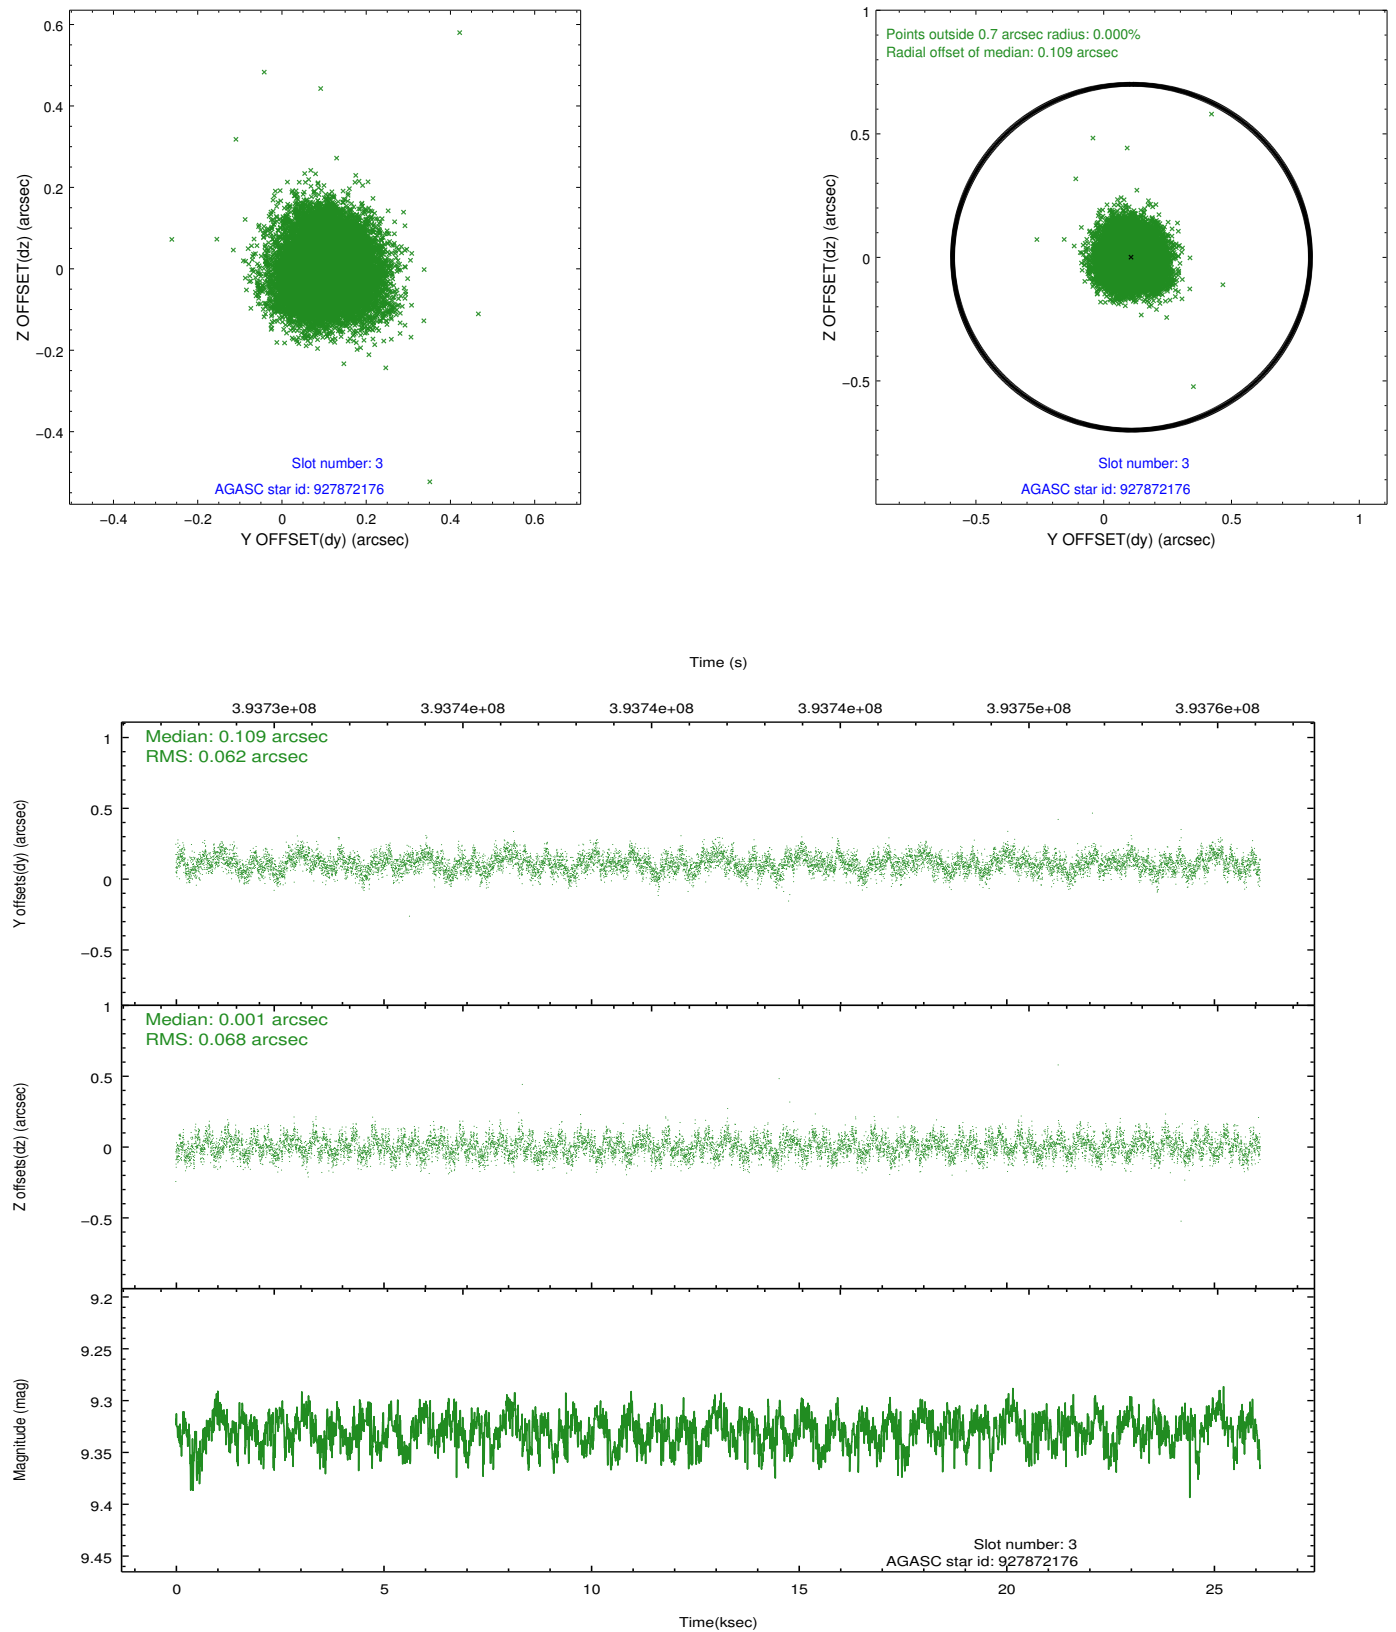 0.6
0.4
0.2
0
−0.2
−0.4
Z OFFSET(dz) (arcsec)
Slot number: 3
AGASC star id: 927872176
−0.4 −0.2 0 0.2 0.4 0.6
Y OFFSET(dy) (arcsec)
1
0.5
0
−0.5
Z OFFSET(dz) (arcsec)
Points outside 0.7 arcsec radius: 0.000%
Radial offset of median: 0.109 arcsec
Slot number: 3
AGASC star id: 927872176
−0.5 0 0.5 1
Y OFFSET(dy) (arcsec)
Time (s)
3.9373e+08 3.9374e+08 3.9374e+08 3.9374e+08 3.9375e+08 3.9376e+08
Median: 0.109 arcsec
RMS: 0.062 arcsec
1
0.5
0
−0.5
Y offsets(dy) (arcsec)
Median: 0.001 arcsec
RMS: 0.068 arcsec
1
0.5
0
−0.5
Z offsets(dz) (arcsec)
9.2
9.25
9.3
9.35
9.4
9.45
Magnitude (mag)
Slot number: 3
AGASC star id: 927872176
0 5 10 15 20 25
Time(ksec)